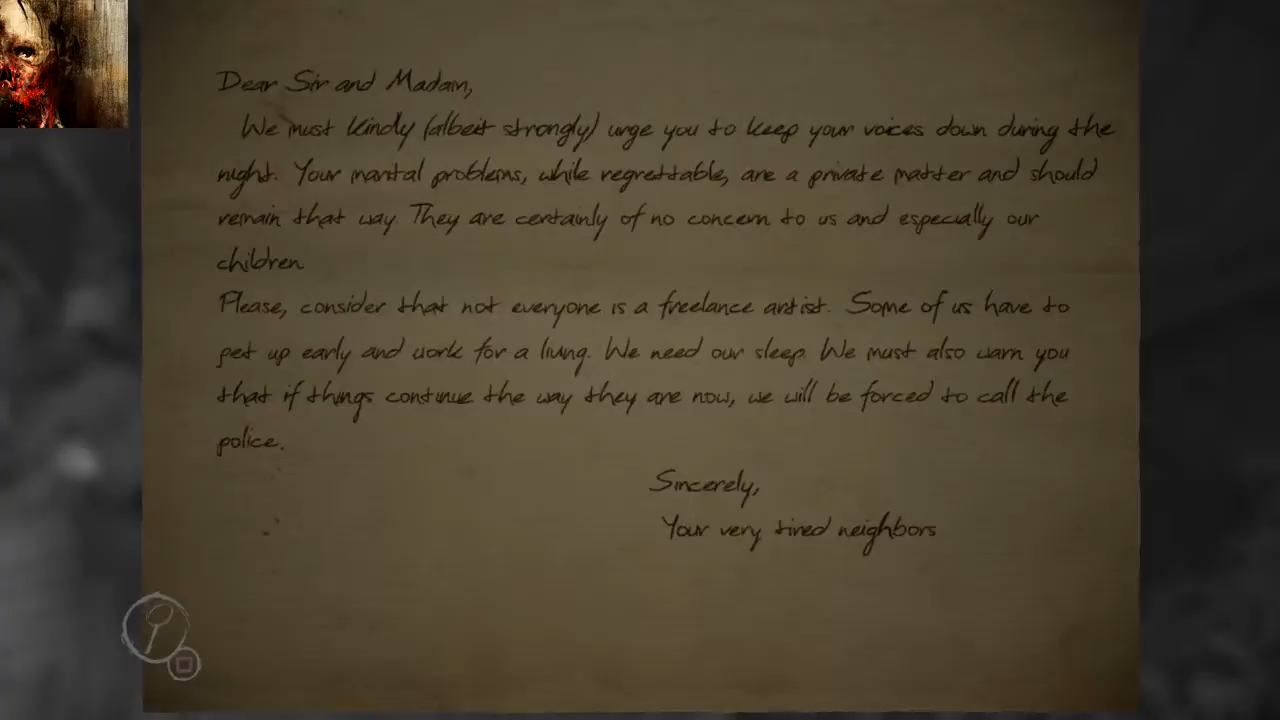 Dear Sir and Madam,
We must kindly (albeit strongly) urge you to keep your voices down during the
night. Your marital problems, while regrettable, are a private matter and should
remain that way. They are certainly of no concern to us and especially our
children.
Please, consider that not everyone is a freelance artist. Some of us have to
get up early and work for a living. We need our sleep. We must also warn you
that if things continue the way they are now, we will be forced to call the
police.
Sincerely,
Your very tired neighbors